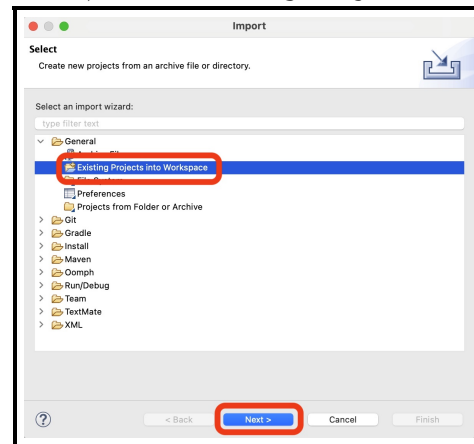 Import
Select
Create new projects from an archive file or directory.
Select an import wizard:
type filter text
General
Existing Projects into Workspace
Preferences
Projects from Folder or Archive
Git
Gradle
Install
Maven
Oomph
Run/Debug
Team
TextMate
XML
?
< Back Next > Cancel Finish